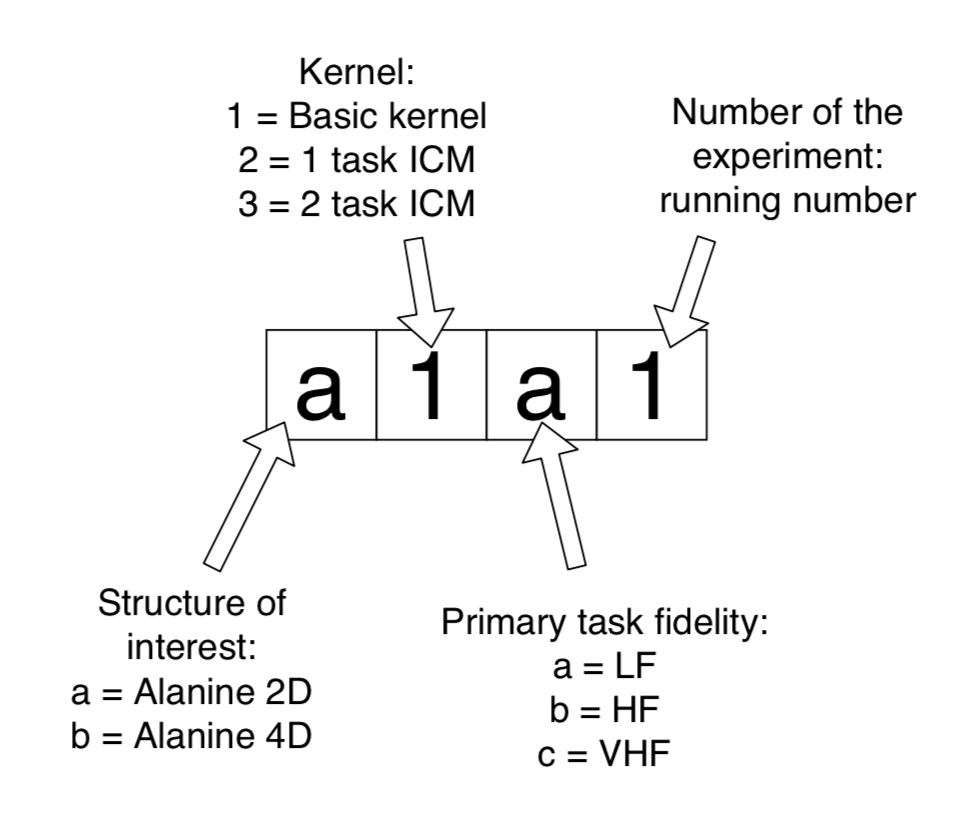 Kernel:
1 = Basic kernel
2 = 1 task ICM
3 = 2 task ICM
Number of the
experiment:
running number
a 1 a 1
Structure of
interest:
a = Alanine 2D
b = Alanine 4D
Primary task fidelity:
a = LF
b = HF
c = VHF